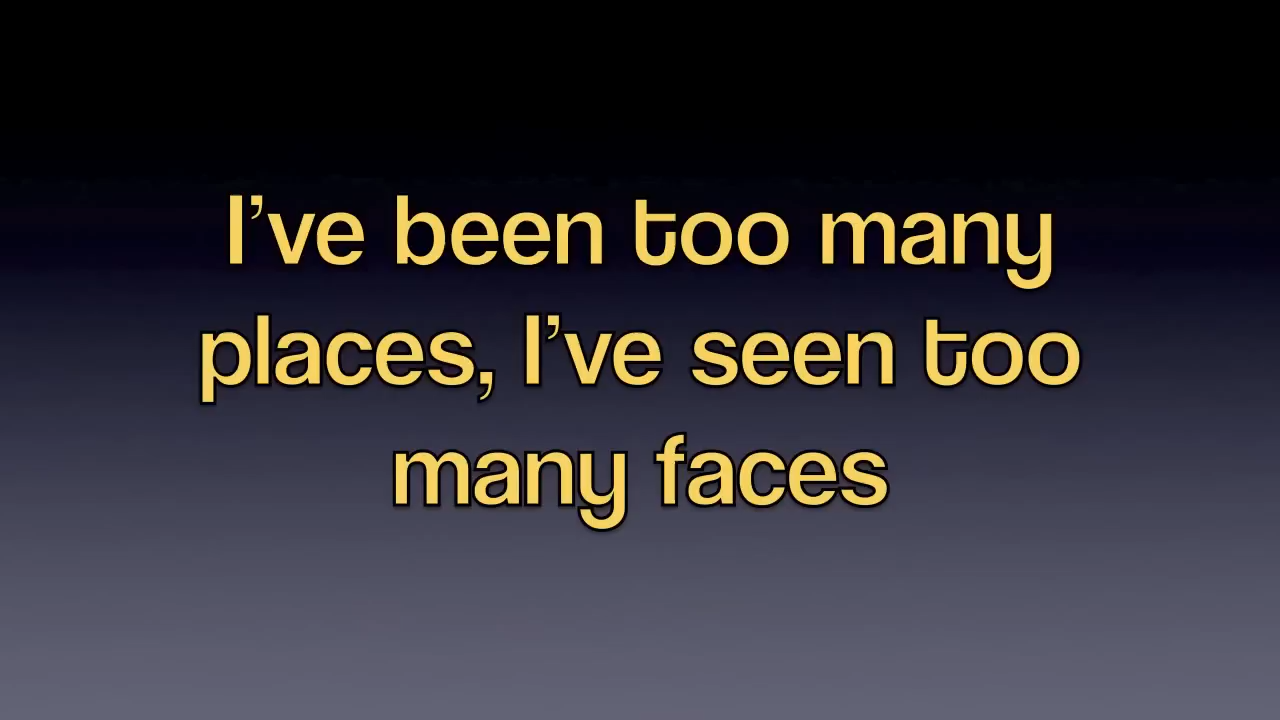 I’ve been too many
places, I’ve seen too
many faces